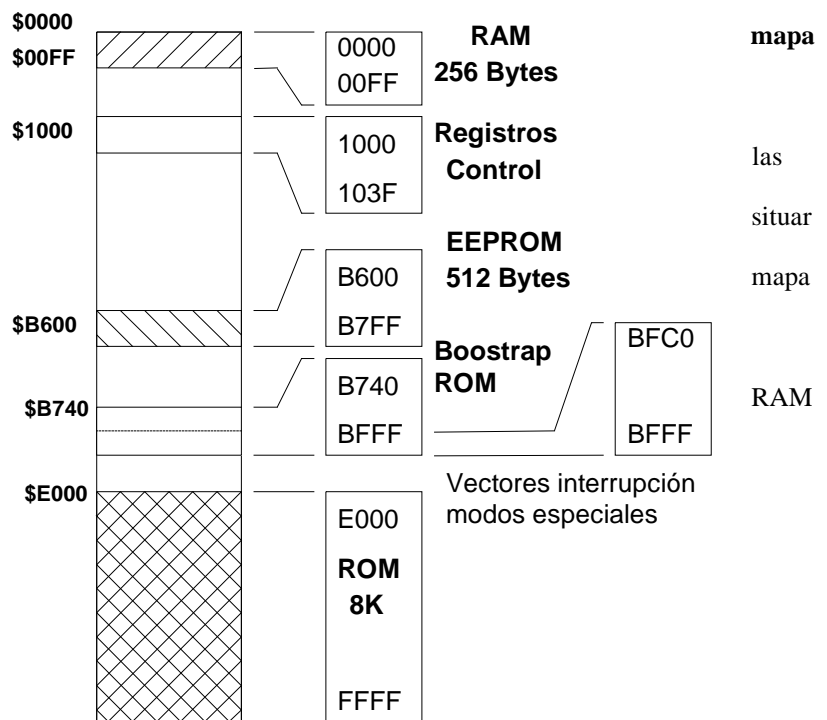 $0000
$00FF
$1000
$B600
$B740
$E000
0000
00FF
RAM
256 Bytes
1000
103F
Registros
Control
B600
B7FF
EEPROM
512 Bytes
B740
BFFF
Boostrap
ROM
BFC0
BFFF
Vectores interrupción
modos especiales
E000
ROM
8K
FFFF
mapa
las
situar
mapa
RAM